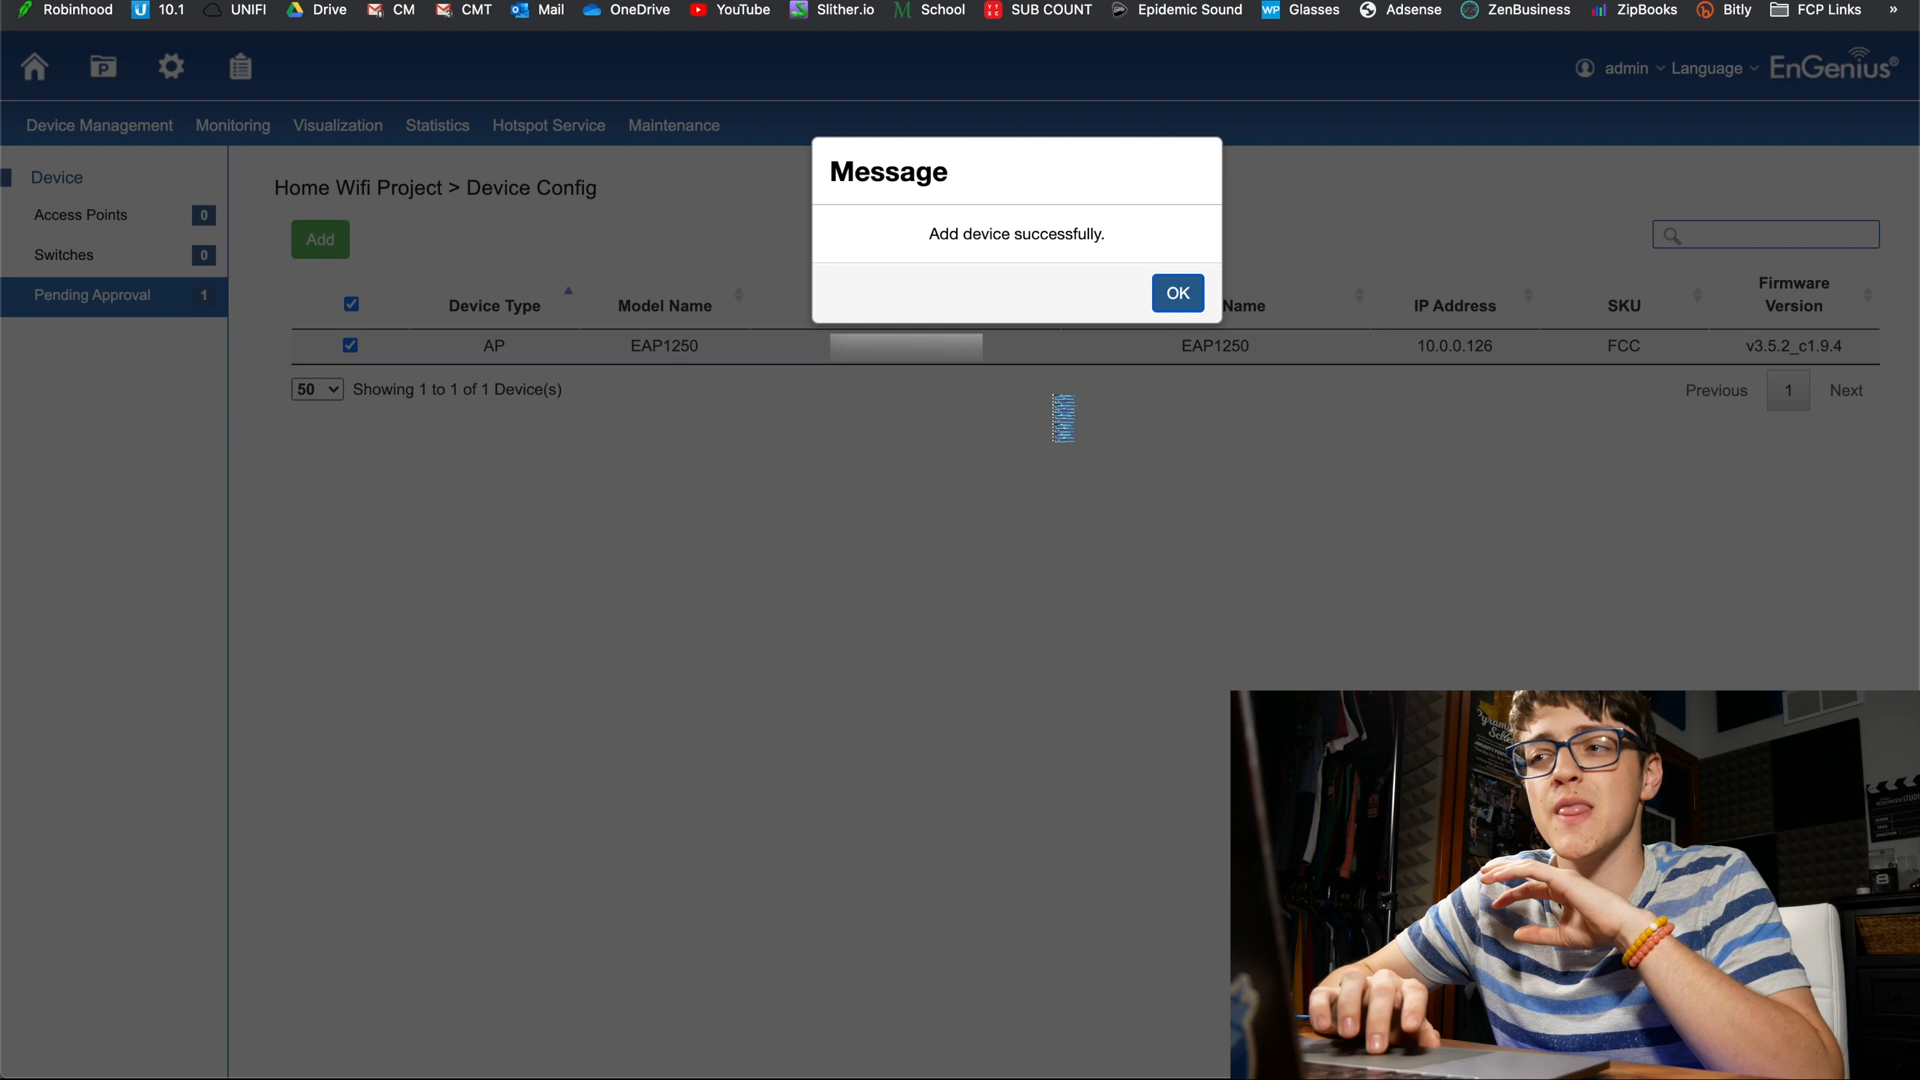 Robinhood 10.1 UNIFI Drive CM CMT Mail OneDrive YouTube Slither.io School SUB COUNT Epidemic Sound WP Glasses Adsense ZenBusiness ZipBooks Bitly FCP Links »
admin Language EnGenius®
Device Management Monitoring Visualization Statistics Hotspot Service Maintenance
Message
Add device successfully.
OK
Device
Access Points 0
Switches 0
Pending Approval 1
Home Wifi Project > Device Config
Add
Device Type Model Name Name IP Address SKU Firmware Version
AP EAP1250 EAP1250 10.0.0.126 FCC v3.5.2_c1.9.4
50 Showing 1 to 1 of 1 Device(s)
Previous 1 Next